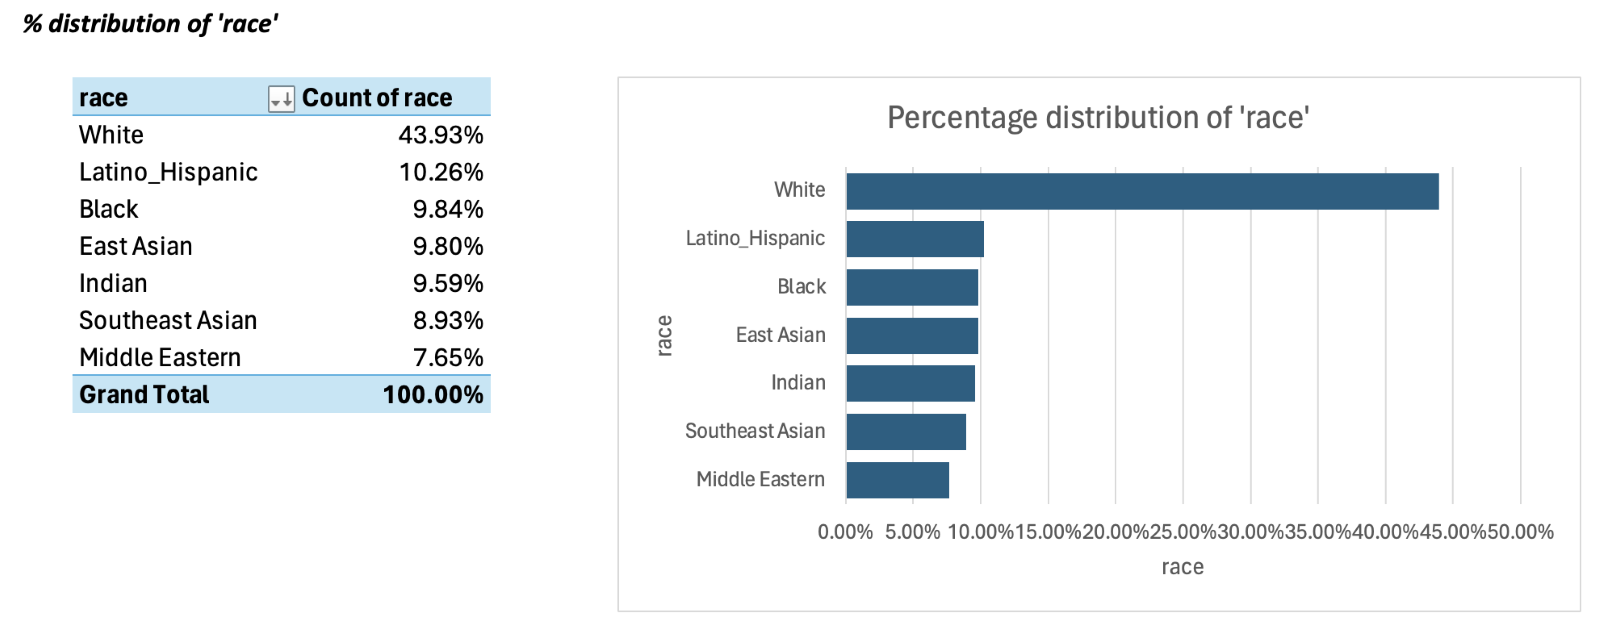 % distribution of 'race'
race Count of race
White 43.93%
Latino_Hispanic 10.26%
Black 9.84%
East Asian 9.80%
Indian 9.59%
Southeast Asian 8.93%
Middle Eastern 7.65%
Grand Total 100.00%
Percentage distribution of 'race'
White
Latino_Hispanic
Black
East Asian
Indian
Southeast Asian
Middle Eastern
race
0.00% 5.00% 10.00% 15.00% 20.00% 25.00% 30.00% 35.00% 40.00% 45.00% 50.00%
race